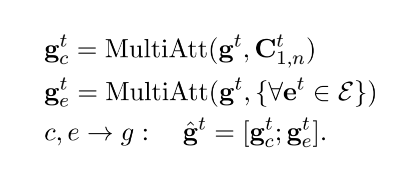 g_c^t = MultiAtt(g^t, C_{1,n}^t)
g_e^t = MultiAtt(g^t, {∀e^t ∈ ℰ})
c, e → g : ĝ^t = [g_c^t; g_e^t].